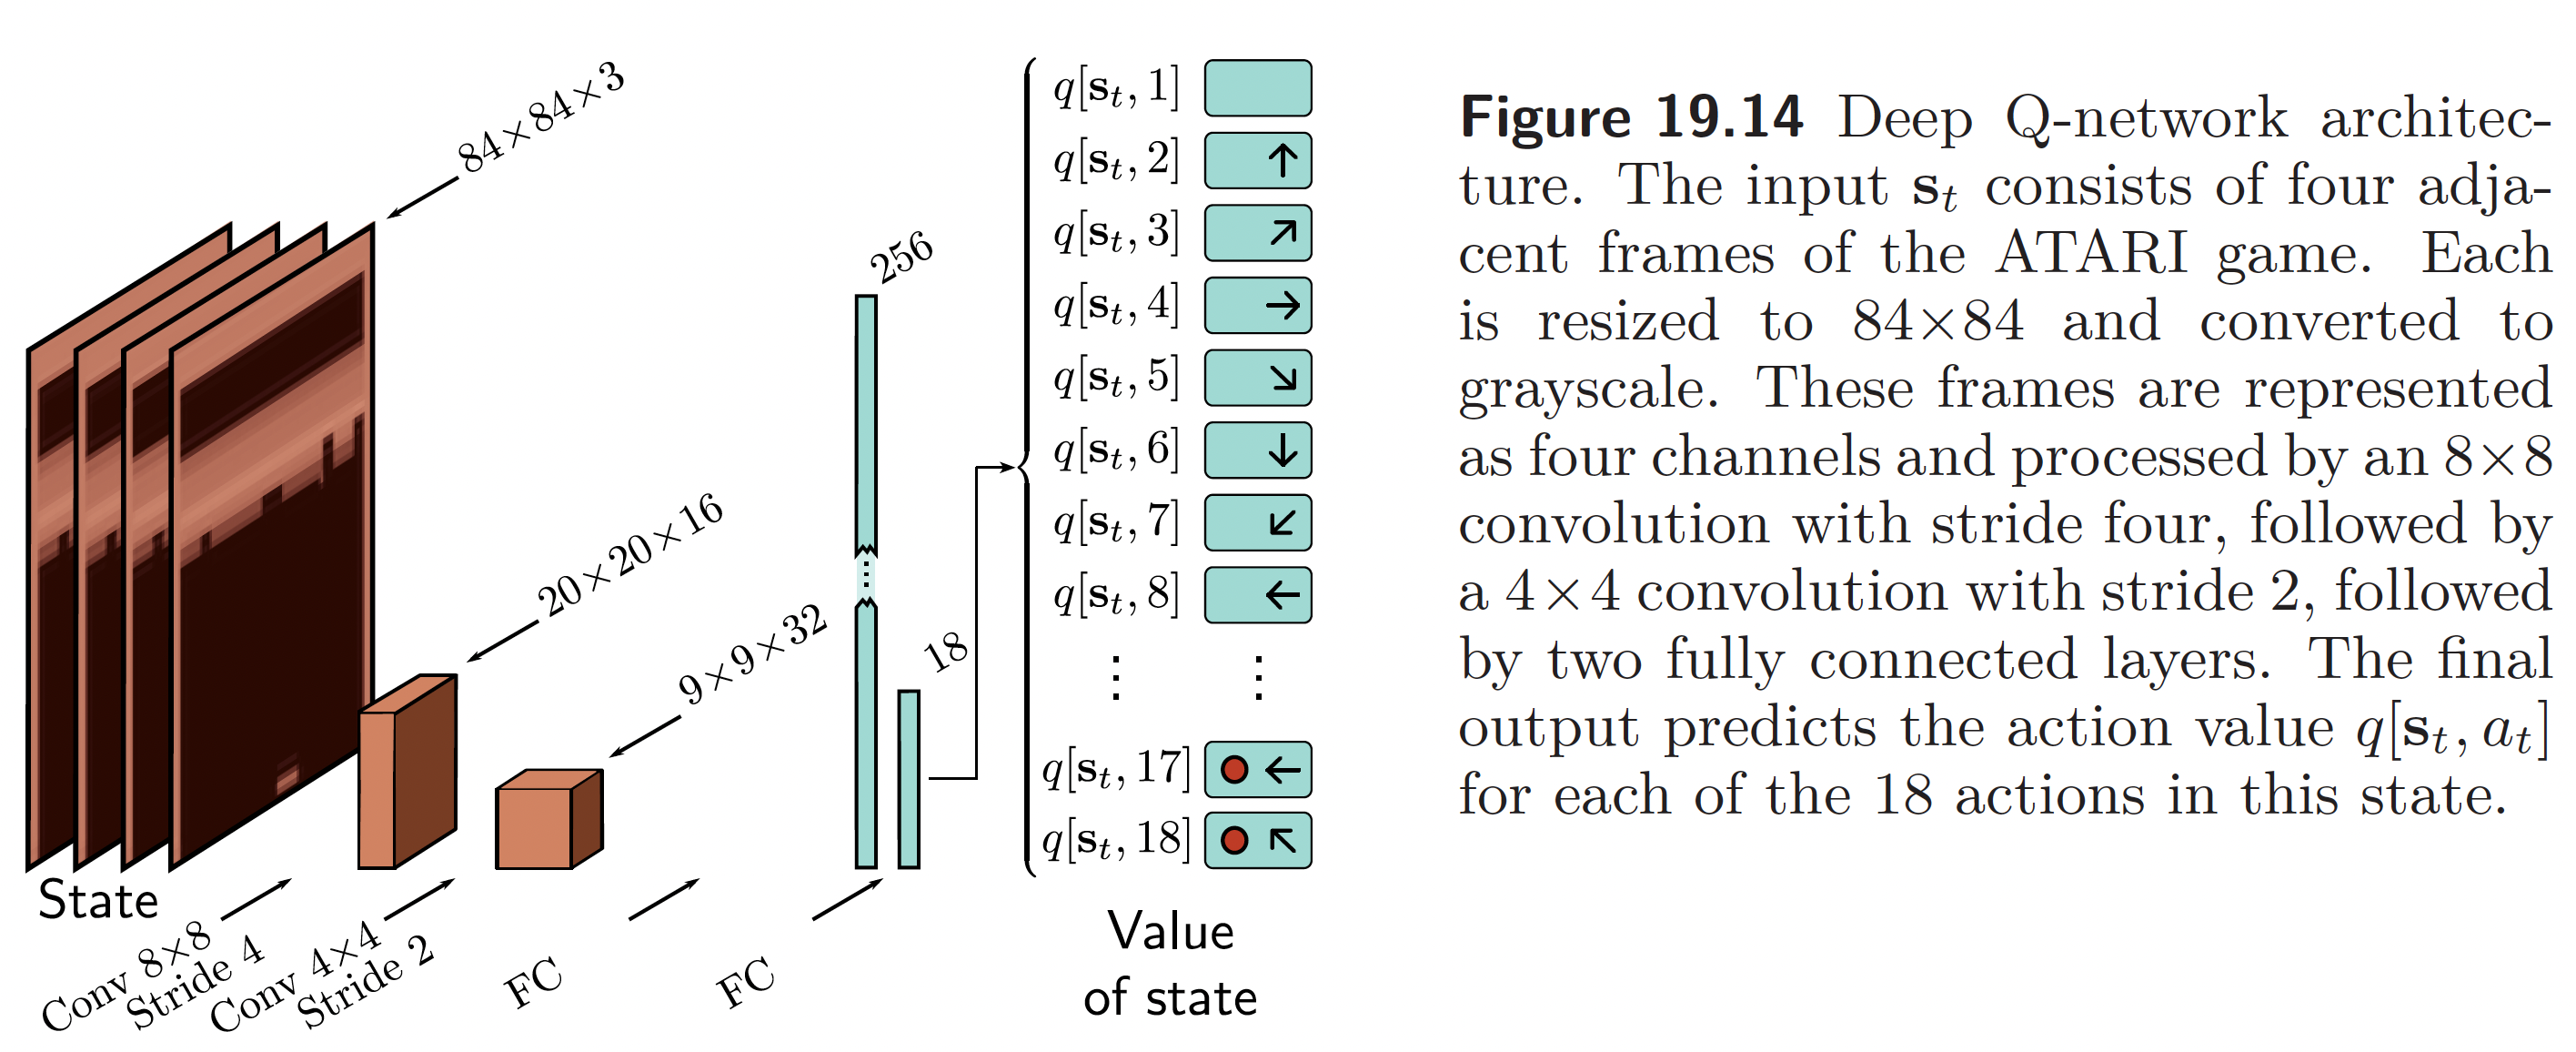 84×84×3
20×20×16
9×9×32
256
18
State
Conv 8×8
Stride 4
Conv 4×4
Stride 2
FC
FC
q[s_t, 1]
q[s_t, 2] ↑
q[s_t, 3] ↗
q[s_t, 4] →
q[s_t, 5] ↘
q[s_t, 6] ↓
q[s_t, 7] ↙
q[s_t, 8] ←
⋮ ⋮
q[s_t, 17] ←
q[s_t, 18] ↖
Value
of state
Figure 19.14 Deep Q-network architec-
ture. The input s_t consists of four adja-
cent frames of the ATARI game. Each
is resized to 84×84 and converted to
grayscale. These frames are represented
as four channels and processed by an 8×8
convolution with stride four, followed by
a 4×4 convolution with stride 2, followed
by two fully connected layers. The final
output predicts the action value q[s_t, a_t]
for each of the 18 actions in this state.